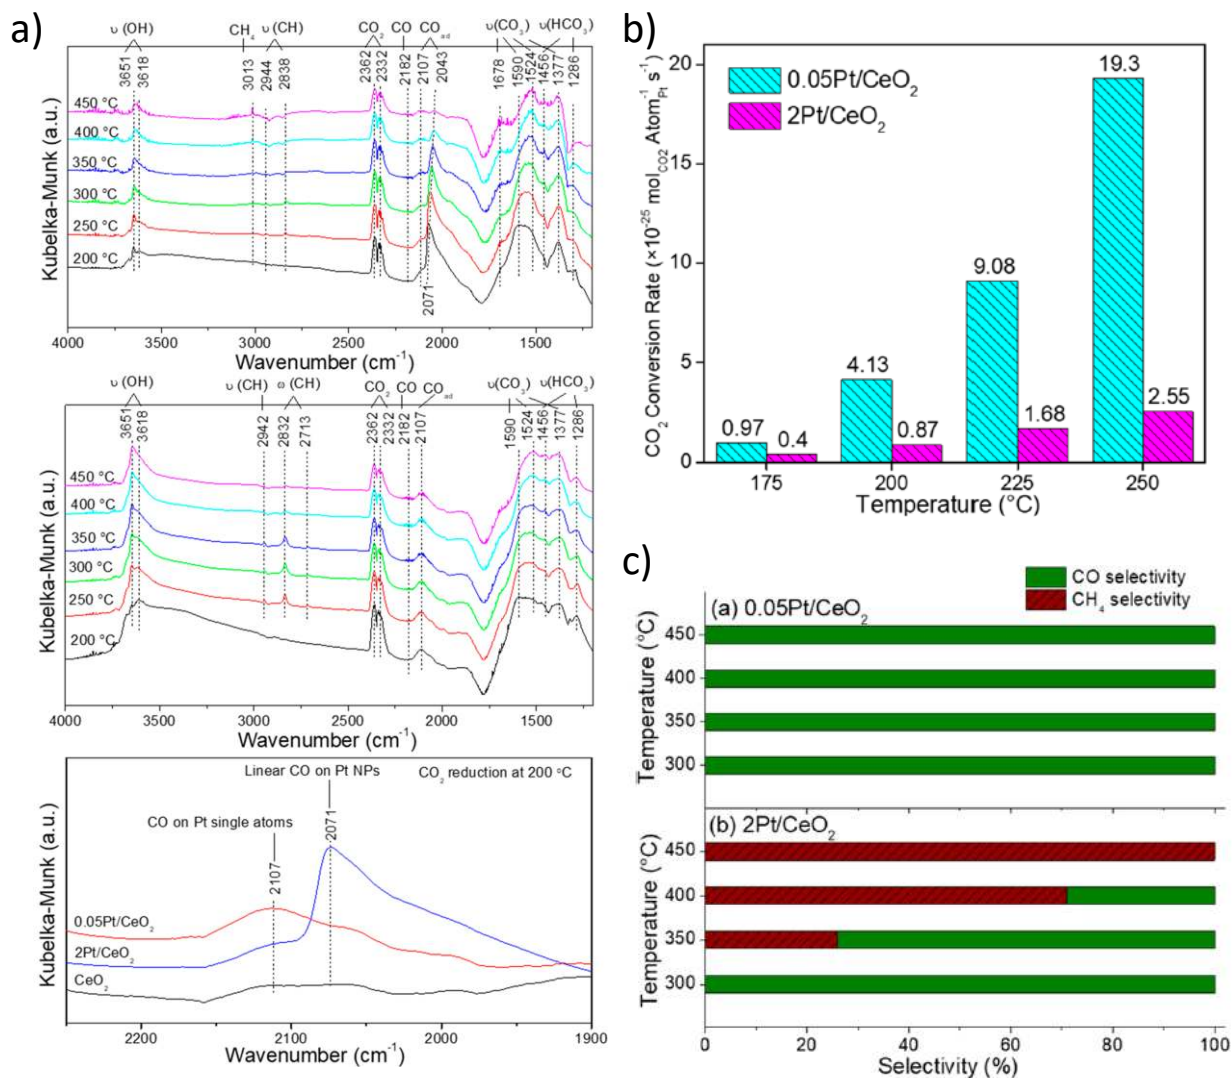 a)
υ (OH) CH₄ υ (CH) CO₂ CO CO_ad υ(CO₃) υ(HCO₃)
3651 3618 3013 2944 2838 2362 2332 2182 2107 2043 1678 1590 1524 1456 1377 1286
Kubelka-Munk (a.u.)
450 °C
400 °C
350 °C
300 °C
250 °C
200 °C
2071
4000 3500 3000 2500 2000 1500
Wavenumber (cm⁻¹)
υ (OH) υ (CH) ω (CH) CO₂ CO CO_ad υ(CO₃) υ(HCO₃)
3651 3618 2942 2832 2713 2362 2332 2182 2107 1590 1524 1456 1377 1286
Kubelka-Munk (a.u.)
450 °C
400 °C
350 °C
300 °C
250 °C
200 °C
4000 3500 3000 2500 2000 1500
Wavenumber (cm⁻¹)
Linear CO on Pt NPs CO₂ reduction at 200 °C
CO on Pt single atoms
2071
2107
Kubelka-Munk (a.u.)
0.05Pt/CeO₂
2Pt/CeO₂
CeO₂
2200 2100 2000 1900
Wavenumber (cm⁻¹)
b)
CO₂ Conversion Rate (×10⁻²⁵ mol_CO2 Atom_Pt⁻¹ s⁻¹)
20
15
10
5
0
0.05Pt/CeO₂
2Pt/CeO₂
0.97 0.4 4.13 0.87 9.08 1.68 19.3 2.55
175 200 225 250
Temperature (°C)
c)
CO selectivity
CH₄ selectivity
(a) 0.05Pt/CeO₂
Temperature (°C)
450
400
350
300
(b) 2Pt/CeO₂
Temperature (°C)
450
400
350
300
0 20 40 60 80 100
Selectivity (%)